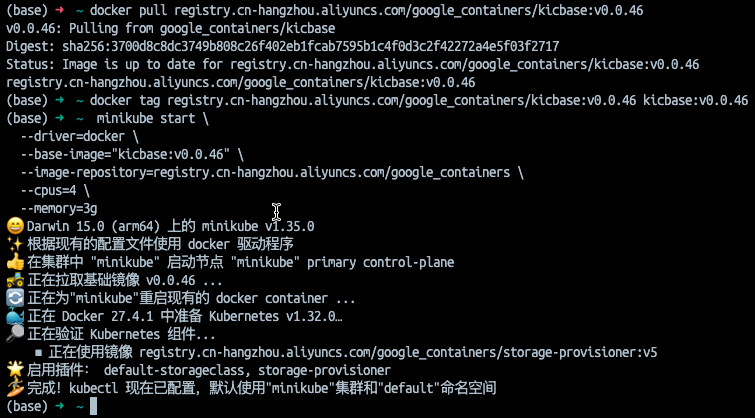 (base) ➜ ~ docker pull registry.cn-hangzhou.aliyuncs.com/google_containers/kicbase:v0.0.46
v0.0.46: Pulling from google_containers/kicbase
Digest: sha256:3700d8c8dc3749b808c26f402eb1fcab7595b1c4f0d3c2f42272a4e5f03f2717
Status: Image is up to date for registry.cn-hangzhou.aliyuncs.com/google_containers/kicbase:v0.0.46
registry.cn-hangzhou.aliyuncs.com/google_containers/kicbase:v0.0.46
(base) ➜ ~ docker tag registry.cn-hangzhou.aliyuncs.com/google_containers/kicbase:v0.0.46 kicbase:v0.0.46
(base) ➜ ~ minikube start \
--driver=docker \
--base-image="kicbase:v0.0.46" \
--image-repository=registry.cn-hangzhou.aliyuncs.com/google_containers \
--cpus=4 \
--memory=3g
😄 Darwin 15.0 (arm64) 上的 minikube v1.35.0
✨ 根据现有的配置文件使用 docker 驱动程序
👍 在集群中 "minikube" 启动节点 "minikube" primary control-plane
🚜 正在拉取基础镜像 v0.0.46 ...
🔄 正在为"minikube"重启现有的 docker container ...
🐳 正在 Docker 27.4.1 中准备 Kubernetes v1.32.0…
🔎 正在验证 Kubernetes 组件...
▪ 正在使用镜像 registry.cn-hangzhou.aliyuncs.com/google_containers/storage-provisioner:v5
🌟 启用插件： default-storageclass, storage-provisioner
🏄 完成！kubectl 现在已配置，默认使用"minikube"集群和"default"命名空间
(base) ➜ ~